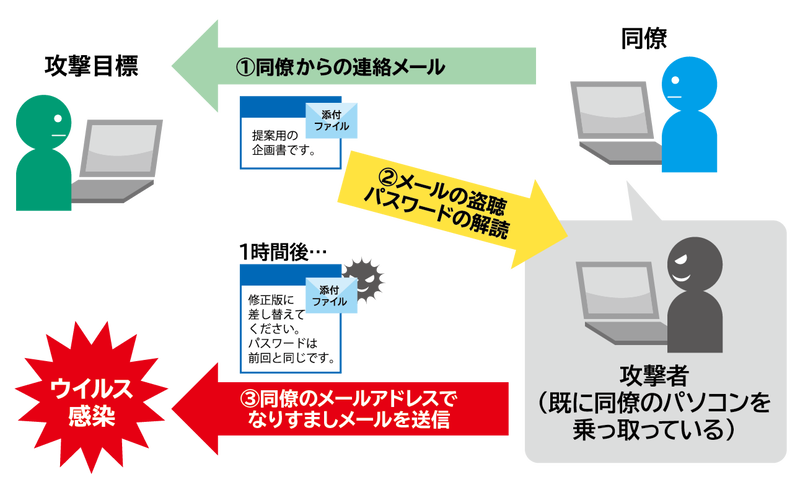 攻撃目標
①同僚からの連絡メール
同僚
添付
ファイル
提案用の
企画書です。
②メールの盗聴
パスワードの解読
1時間後…
添付
ファイル
修正版に
差し替えて
ください。
パスワードは
前回と同じです。
ウイルス
感染
③同僚のメールアドレスで
なりすましメールを送信
攻撃者
（既に同僚のパソコンを
乗っ取っている）